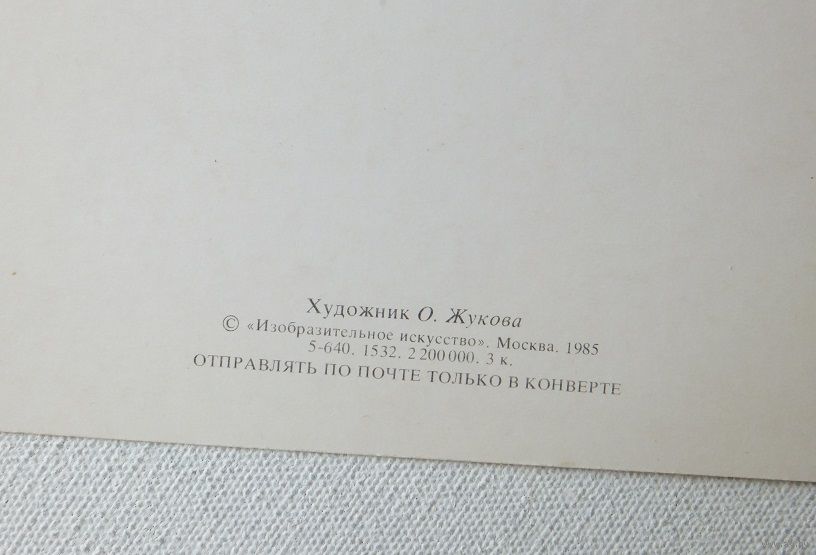 Художник О. Жукова
© «Изобразительное искусство». Москва. 1985
5-640. 1532. 2 200 000. 3 к.
ОТПРАВЛЯТЬ ПО ПОЧТЕ ТОЛЬКО В КОНВЕРТЕ